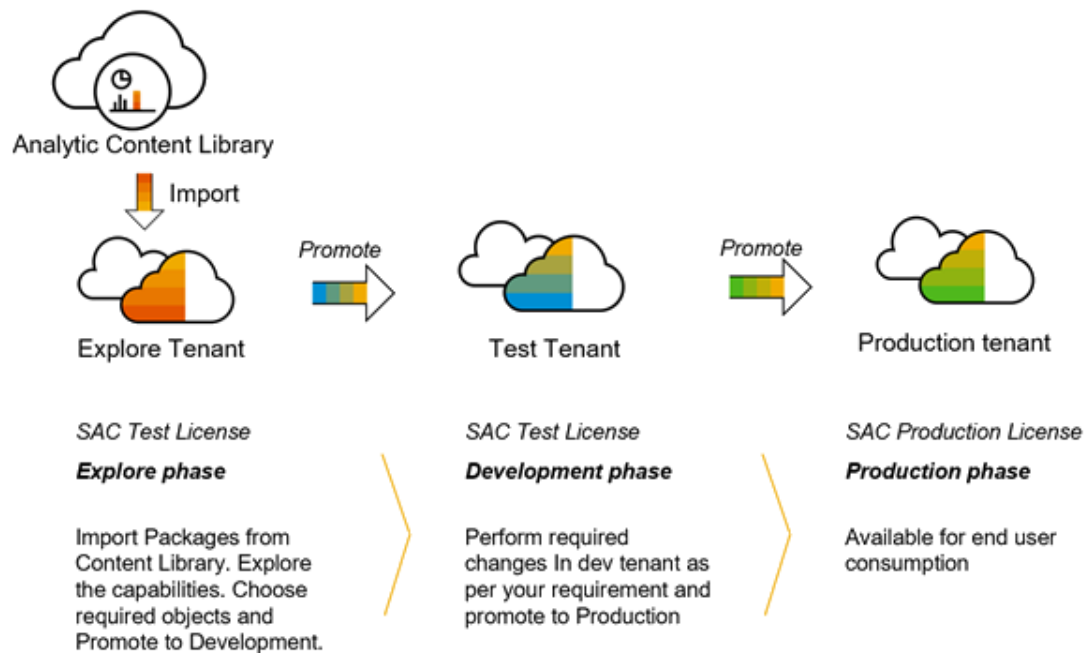 Analytic Content Library
Import
Promote
Promote
Explore Tenant
Test Tenant
Production tenant
SAC Test License
Explore phase
Import Packages from
Content Library. Explore
the capabilities. Choose
required objects and
Promote to Development.
SAC Test License
Development phase
Perform required
changes In dev tenant as
per your requirement and
promote to Production
SAC Production License
Production phase
Available for end user
consumption